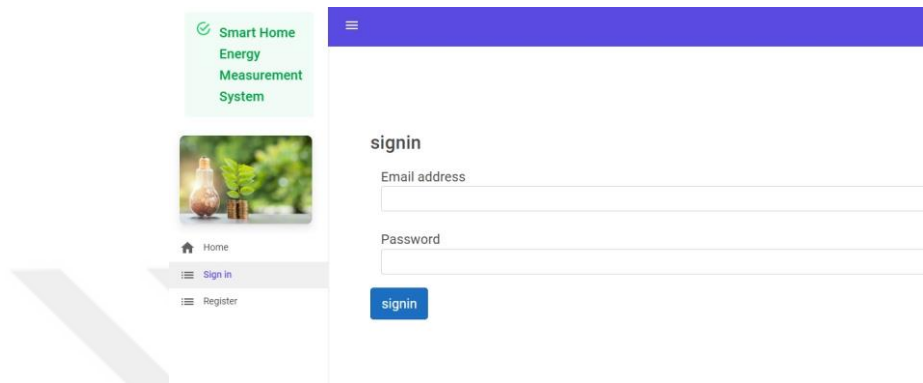 Smart Home
Energy
Measurement
System
Home
Sign in
Register
signin
Email address
Password
signin